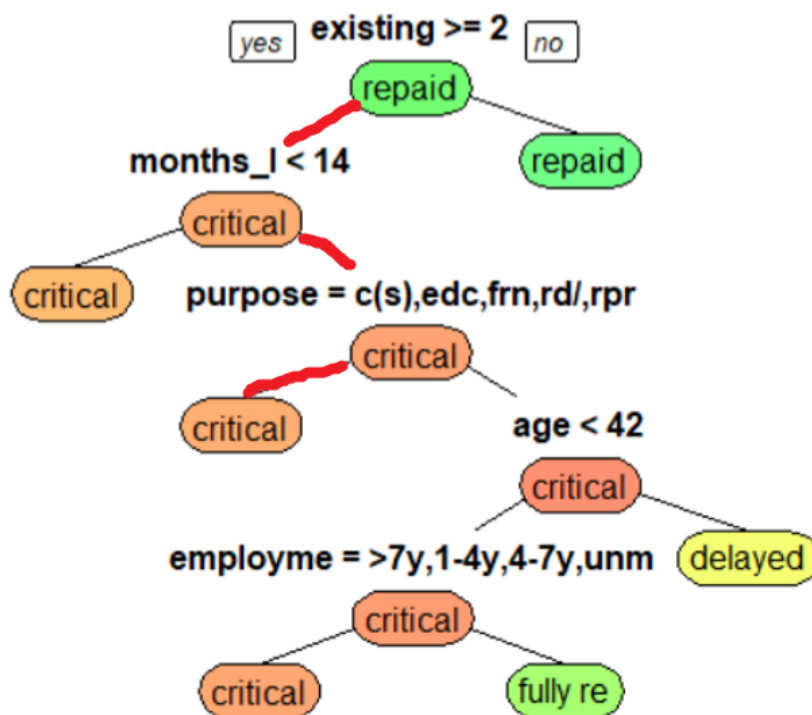 yes existing >= 2 no
repaid
repaid
months_l < 14
critical
critical
purpose = c(s),edc,frn,rd/,rpr
critical
critical
age < 42
critical
delayed
employme = >7y,1-4y,4-7y,unm
critical
critical
fully re